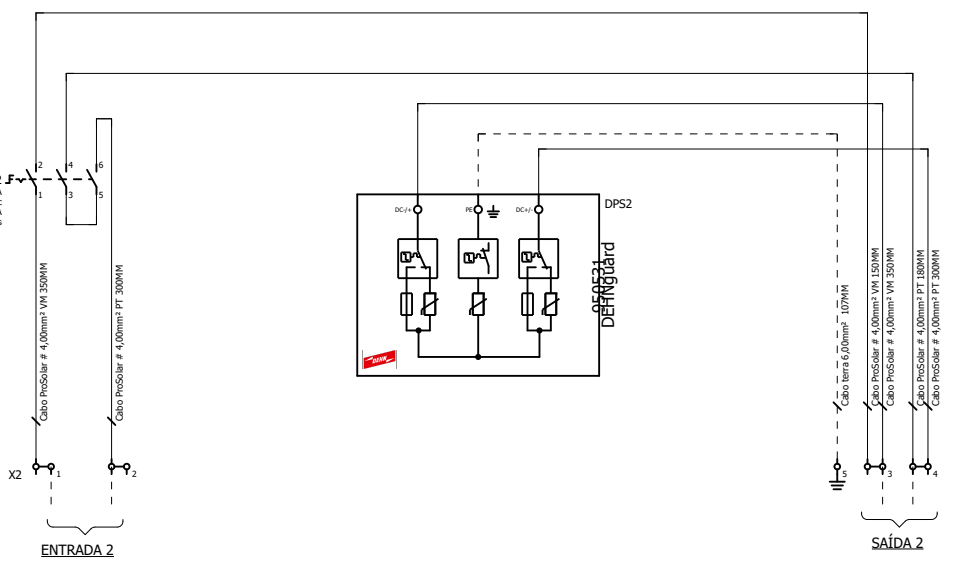 2
4
6
1
3
5
DC-/+
PE
DC+/-
DPS2
950531
DEHNguard
DEHN
Cabo ProSolar # 4,00mm² VM 350MM
Cabo ProSolar # 4,00mm² PT 300MM
Cabo terra 6,00mm² 107MM
Cabo ProSolar # 4,00mm² VM 150MM
Cabo ProSolar # 4,00mm² VM 350MM
Cabo ProSolar # 4,00mm² PT 180MM
Cabo ProSolar # 4,00mm² PT 300MM
X2
1
2
5
3
4
ENTRADA 2
SAÍDA 2